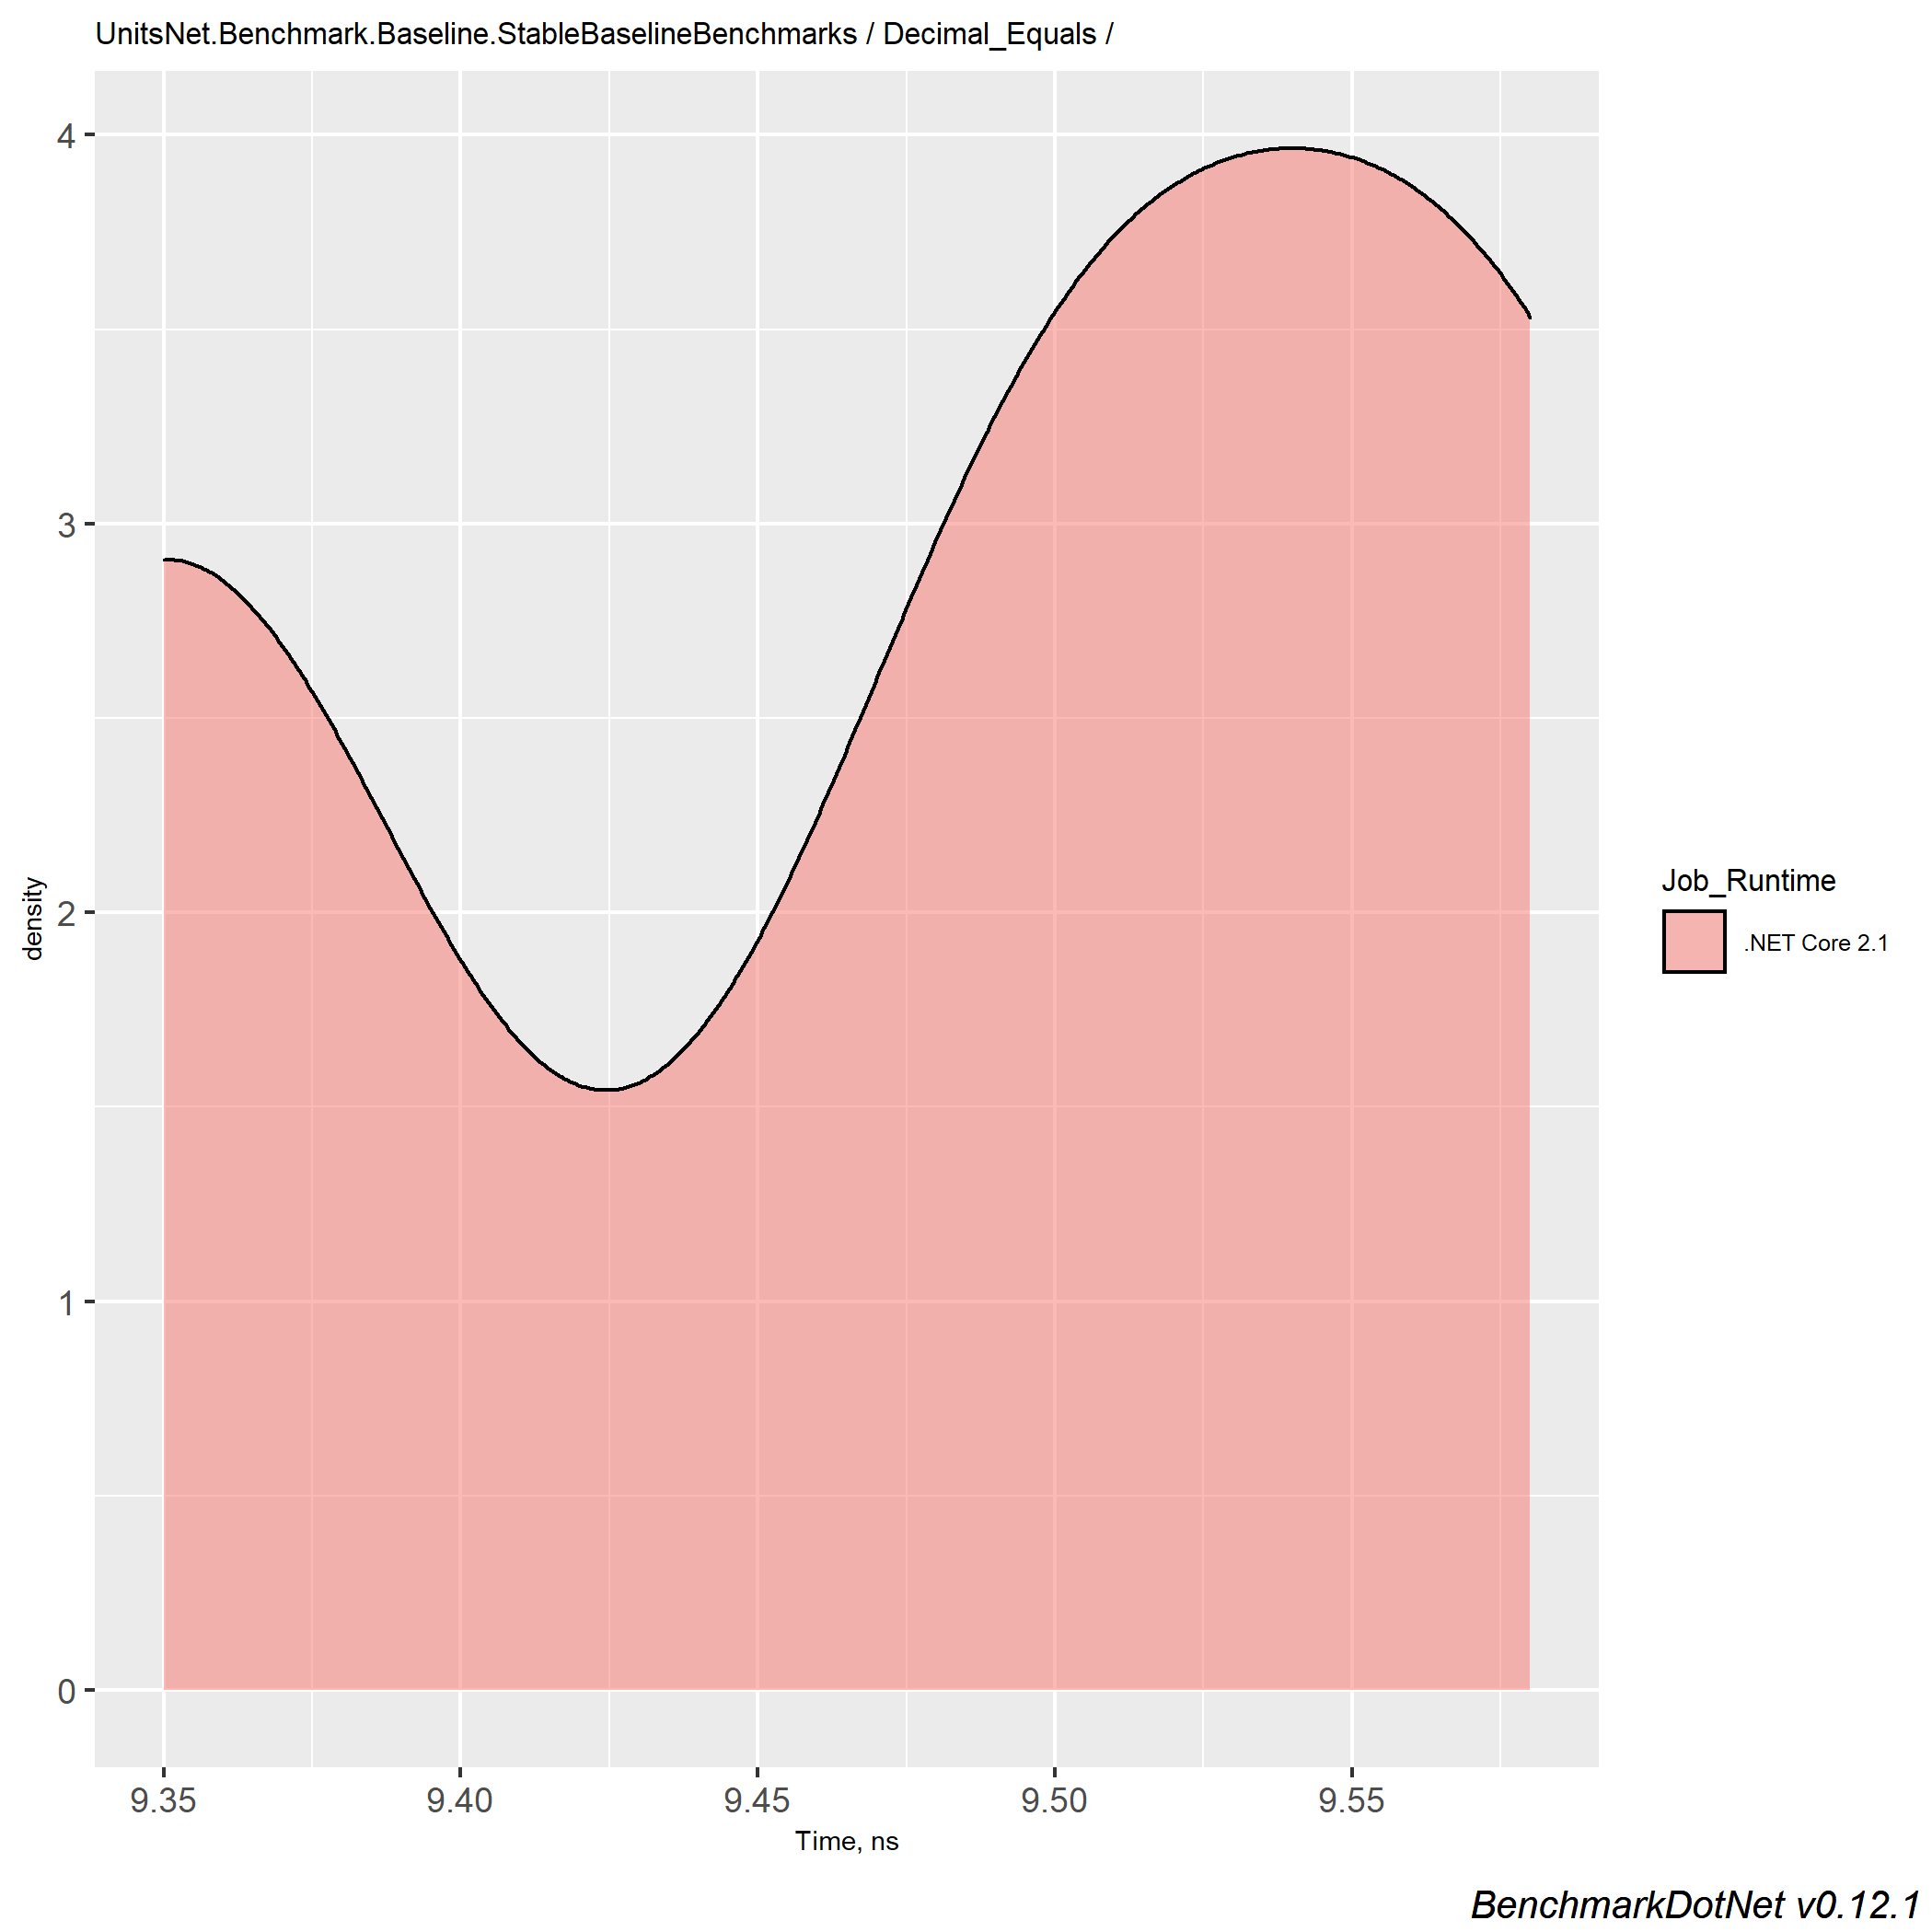 UnitsNet.Benchmark.Baseline.StableBaselineBenchmarks / Decimal_Equals /
4
3
2
1
0
density
9.35 9.40 9.45 9.50 9.55
Time, ns
Job_Runtime
.NET Core 2.1
BenchmarkDotNet v0.12.1